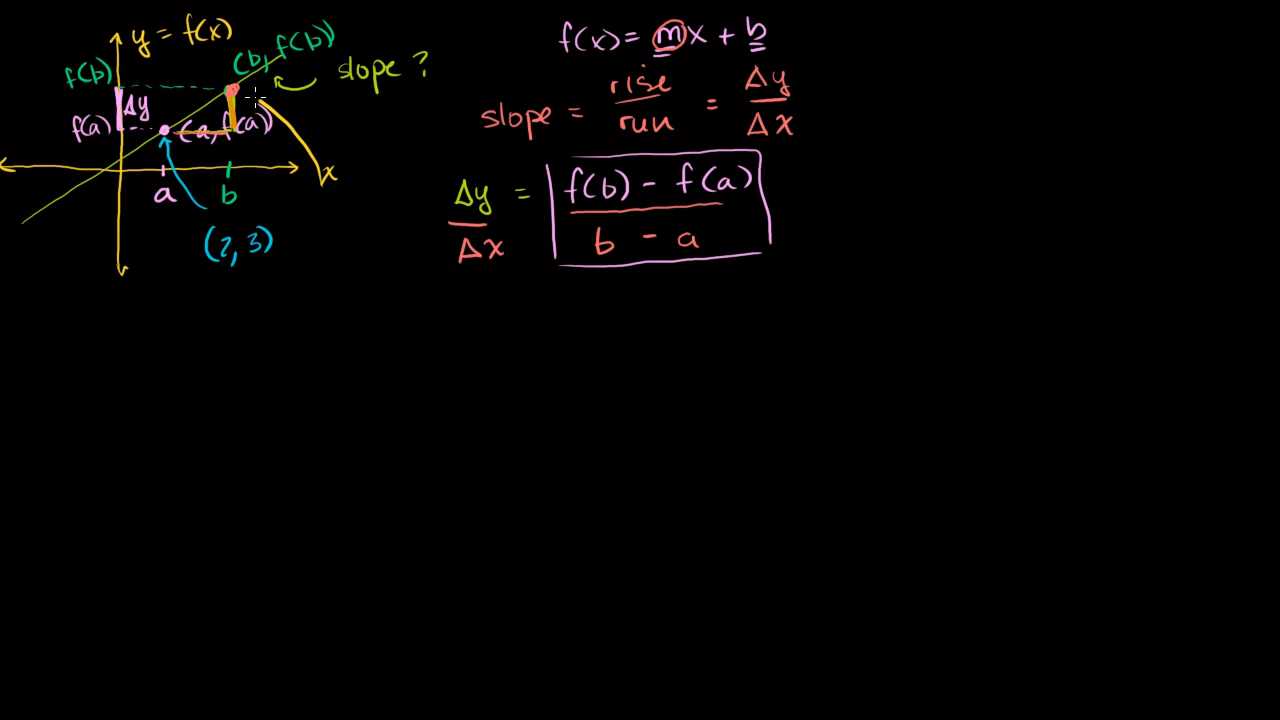 y = f(x)
f(b)
(b, f(b))
slope ?
Δy
f(a)
(a, f(a))
x
a
b
(2, 3)
f(x) = mx + b
slope = rise / run = Δy / Δx
Δy / Δx = f(b) - f(a) / b - a